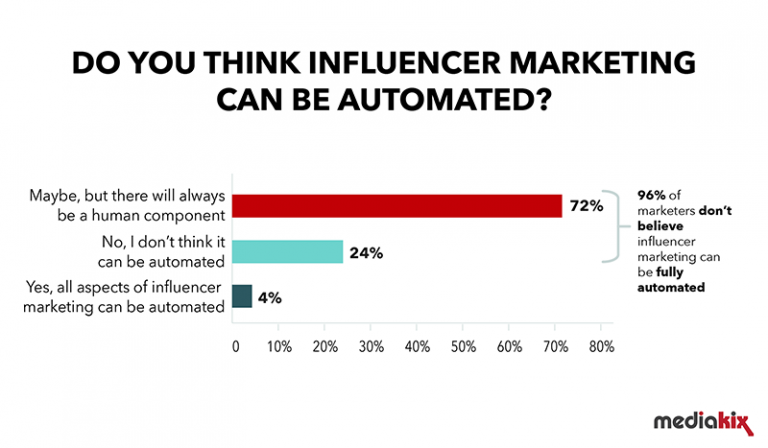 DO YOU THINK INFLUENCER MARKETING
CAN BE AUTOMATED?
Maybe, but there will always
be a human component
72%
No, I don't think it
can be automated
24%
Yes, all aspects of influencer
marketing can be automated
4%
96% of
marketers don't
believe
influencer
marketing can
be fully
automated
0 10% 20% 30% 40% 50% 60% 70% 80%
mediakix